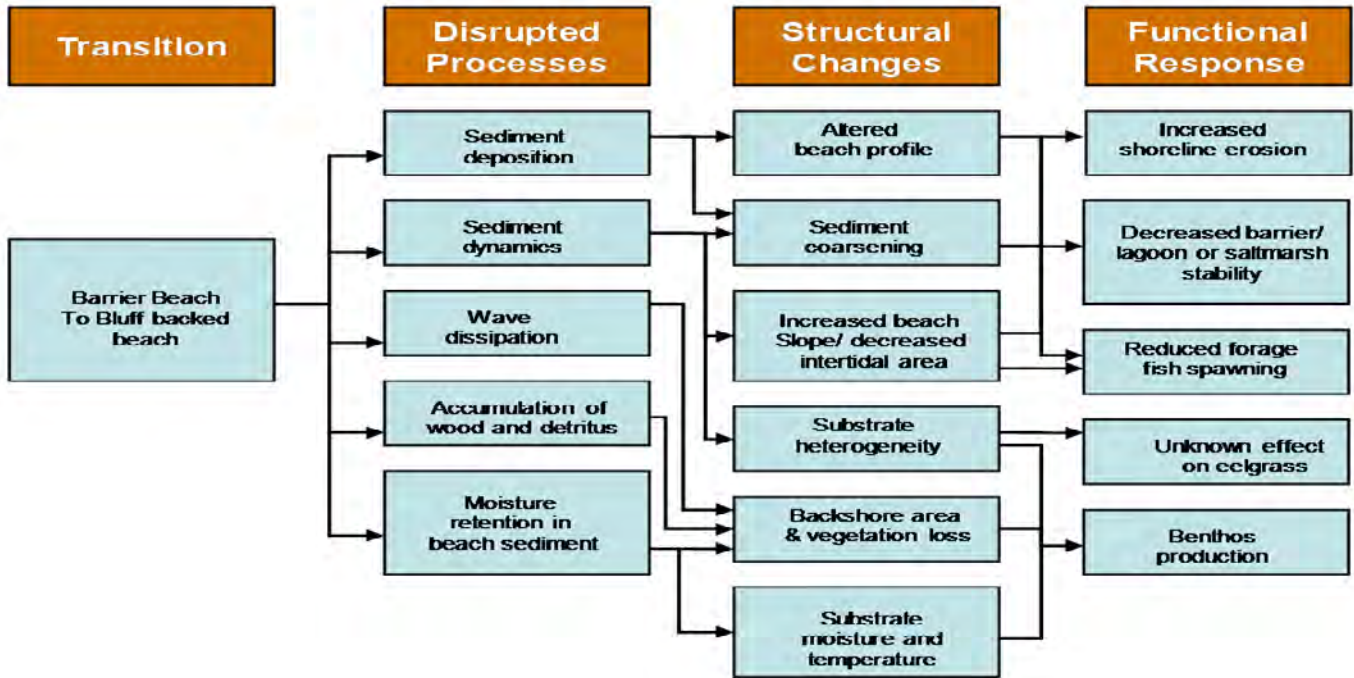 Transition
Disrupted
Processes
Structural
Changes
Functional
Response
Barrier Beach
To Bluff backed
beach
Sediment
deposition
Sediment
dynamics
Wave
dissipation
Accumulation of
wood and detritus
Moisture
retention in
beach sediment
Altered
beach profile
Sediment
coarsening
Increased beach
Slope/ decreased
intertidal area
Substrate
heterogeneity
Backshore area
& vegetation loss
Substrate
moisture and
temperature
Increased
shoreline erosion
Decreased barrier/
lagoon or saltmarsh
stability
Reduced forage
fish spawning
Unknown effect
on eelgrass
Benthos
production